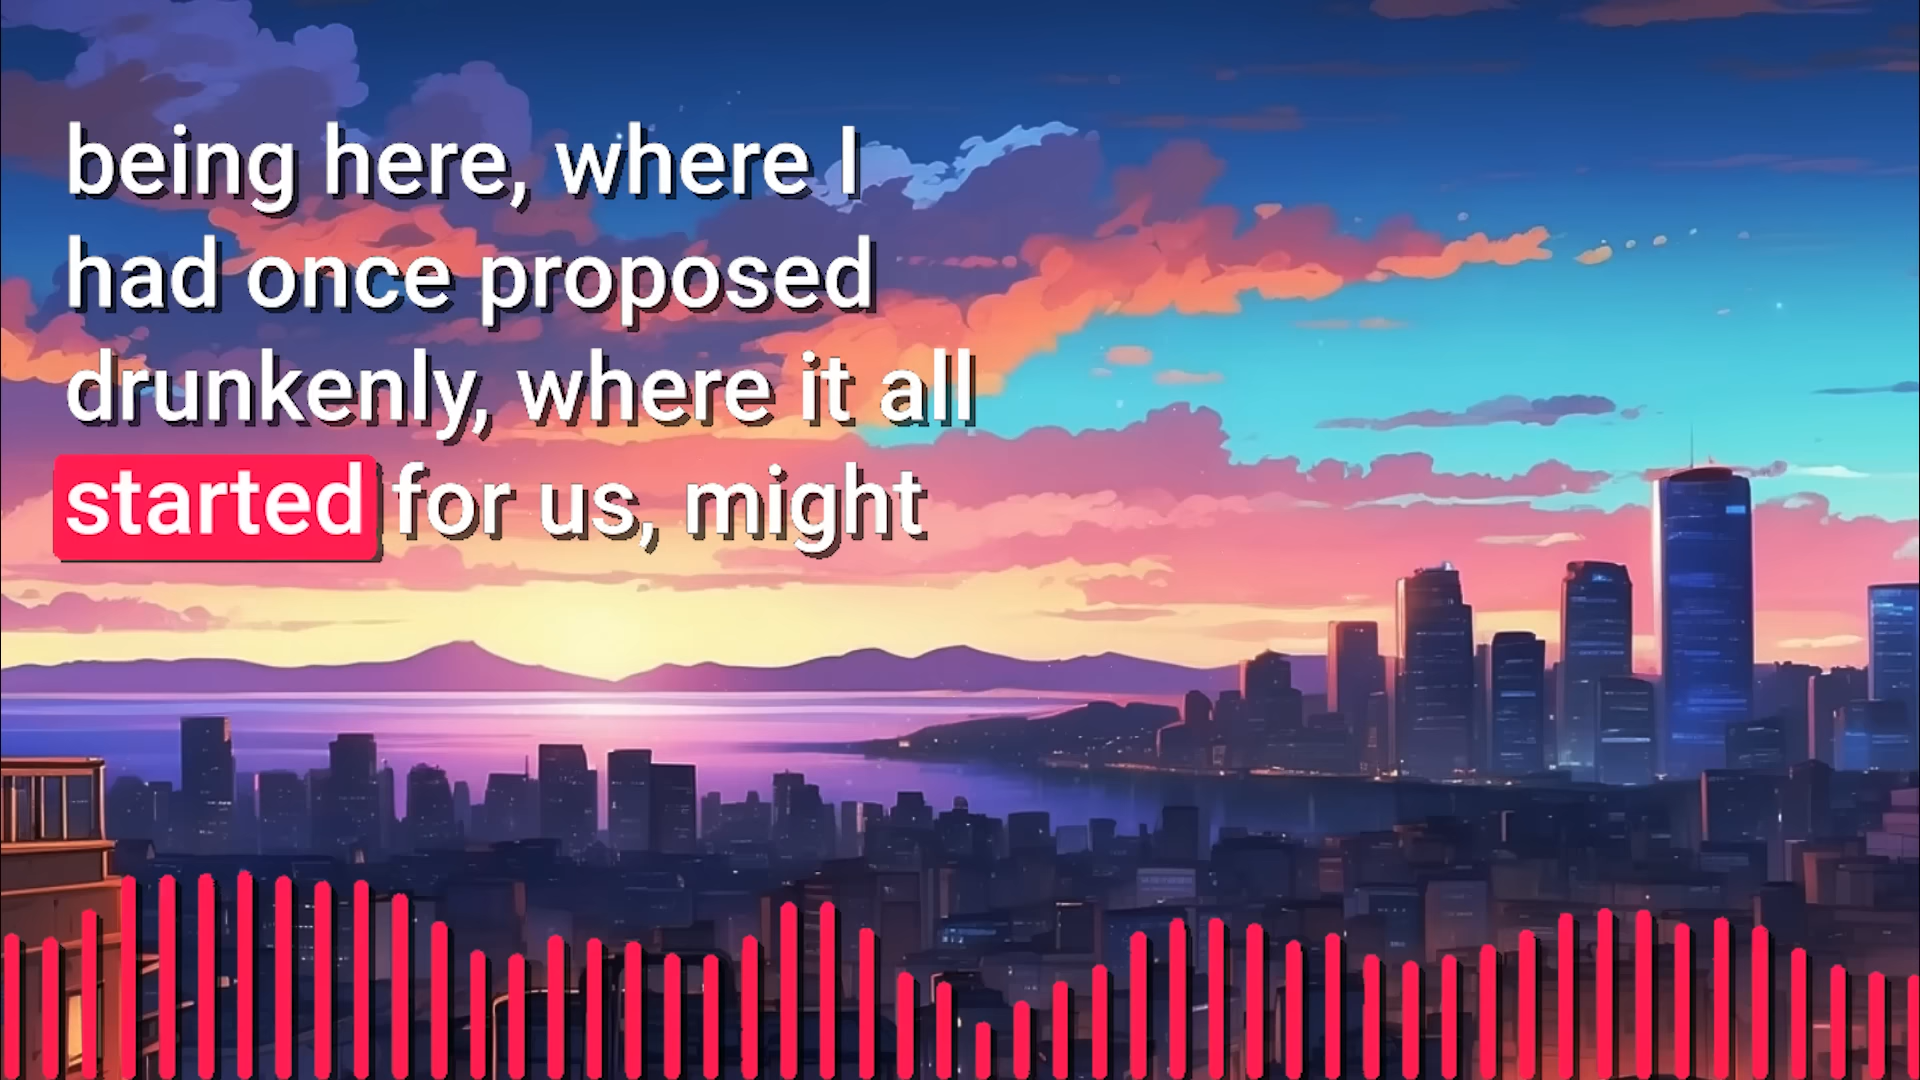 being here, where I
had once proposed
drunkenly, where it all
started for us, might